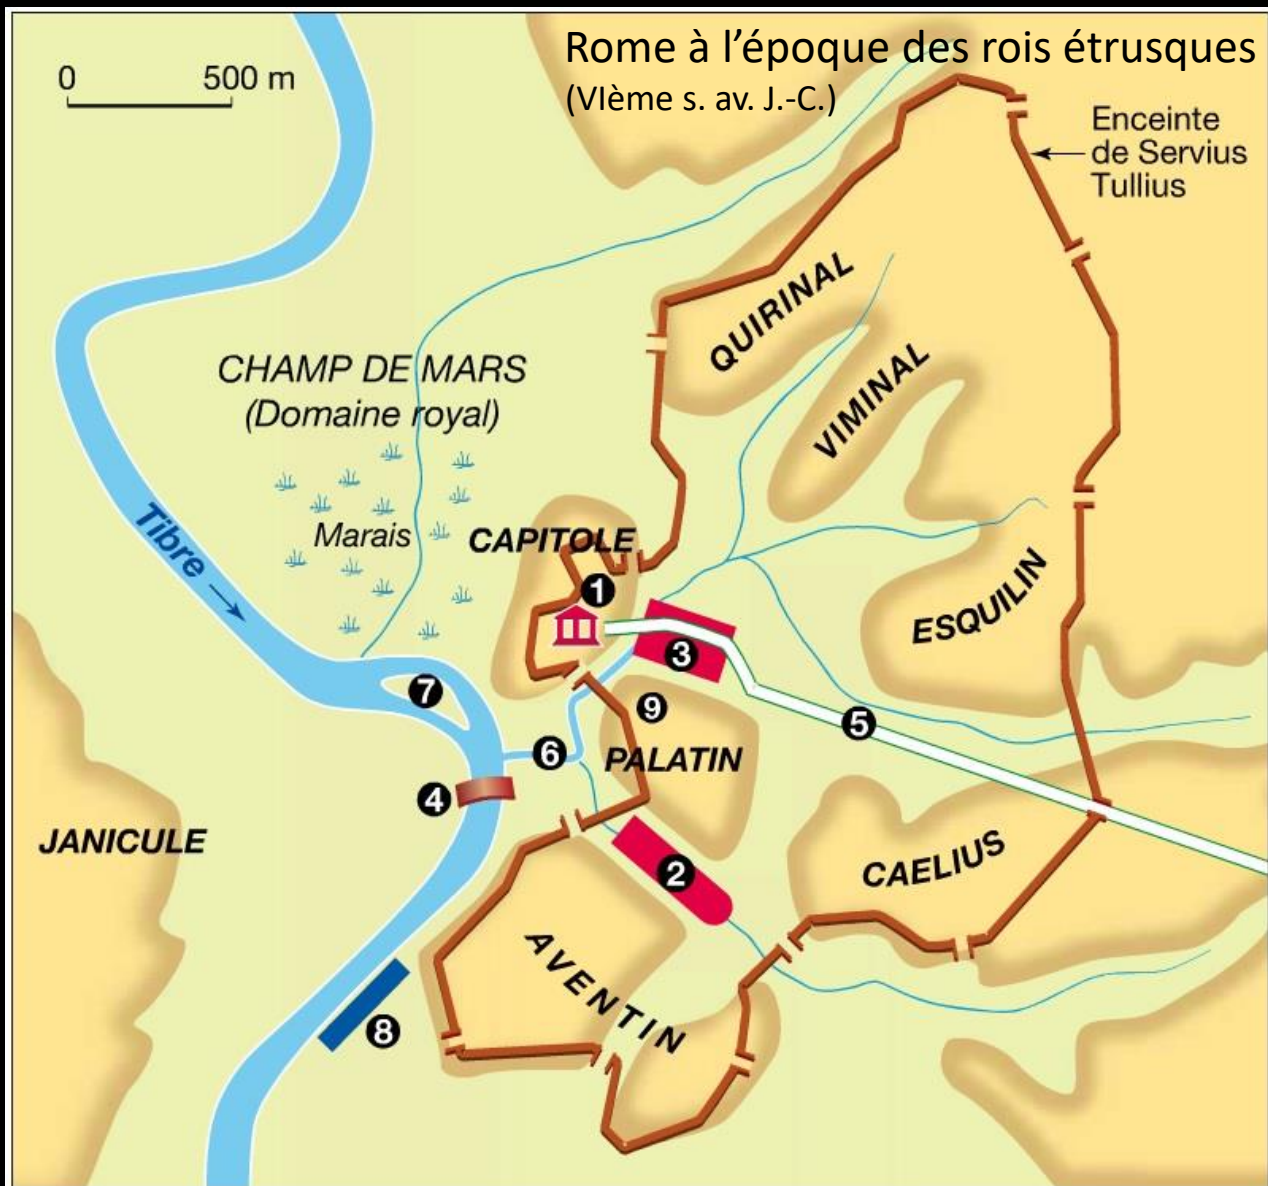 Rome à l’époque des rois étrusques
(VIème s. av. J.-C.)
0 500 m
Enceinte
de Servius
Tullius
QUIRINAL
VIMINAL
CHAMP DE MARS
(Domaine royal)
Marais
Tibre
CAPITOLE
1
ESQUILIN
3
7
9
5
6
PALATIN
4
JANICULE
CAELIUS
2
AVENTIN
8